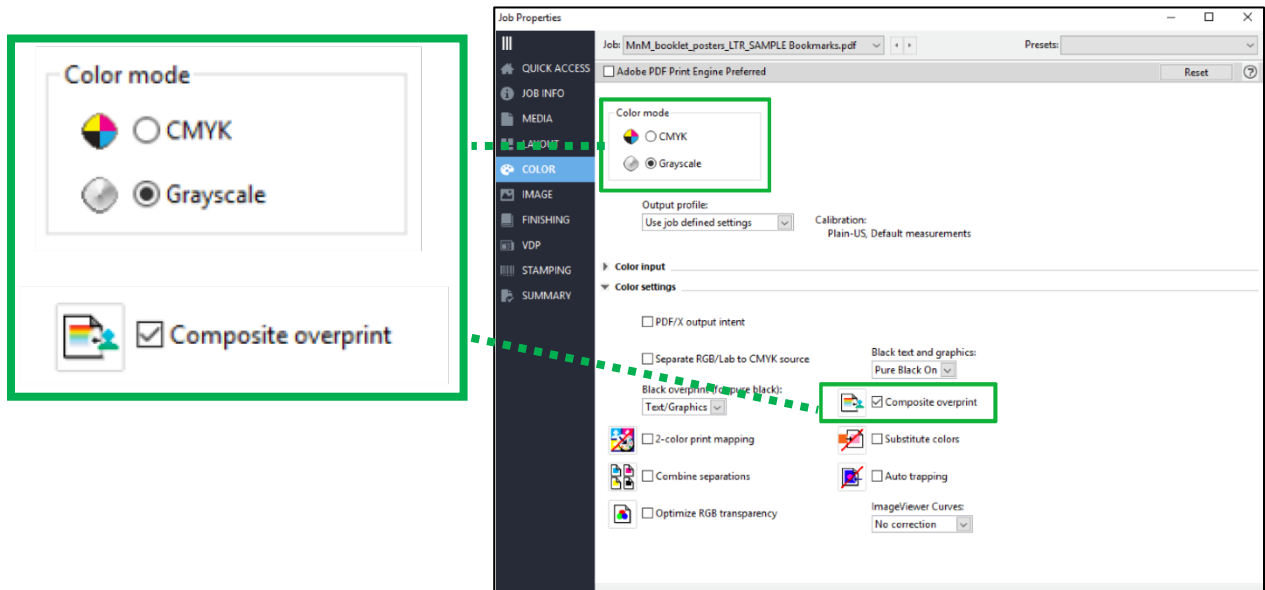 Color mode
CMYK
Grayscale
Composite overprint
Job Properties
Job: MnM_booklet_posters_LTR_SAMPLE Bookmarks.pdf Presets:
QUICK ACCESS
JOB INFO
MEDIA
LAYOUT
COLOR
IMAGE
FINISHING
VDP
STAMPING
SUMMARY
Adobe PDF Print Engine Preferred Reset ?
Color mode
CMYK
Grayscale
Output profile:
Use job defined settings
Calibration:
Plain-US, Default measurements
Color input
Color settings
PDF/X output intent
Separate RGB/Lab to CMYK source
Black text and graphics:
Pure Black On
Black overprint (for pure black):
Text/Graphics
Composite overprint
2-color print mapping
Substitute colors
Combine separations
Auto trapping
Optimize RGB transparency
ImageViewer Curves:
No correction